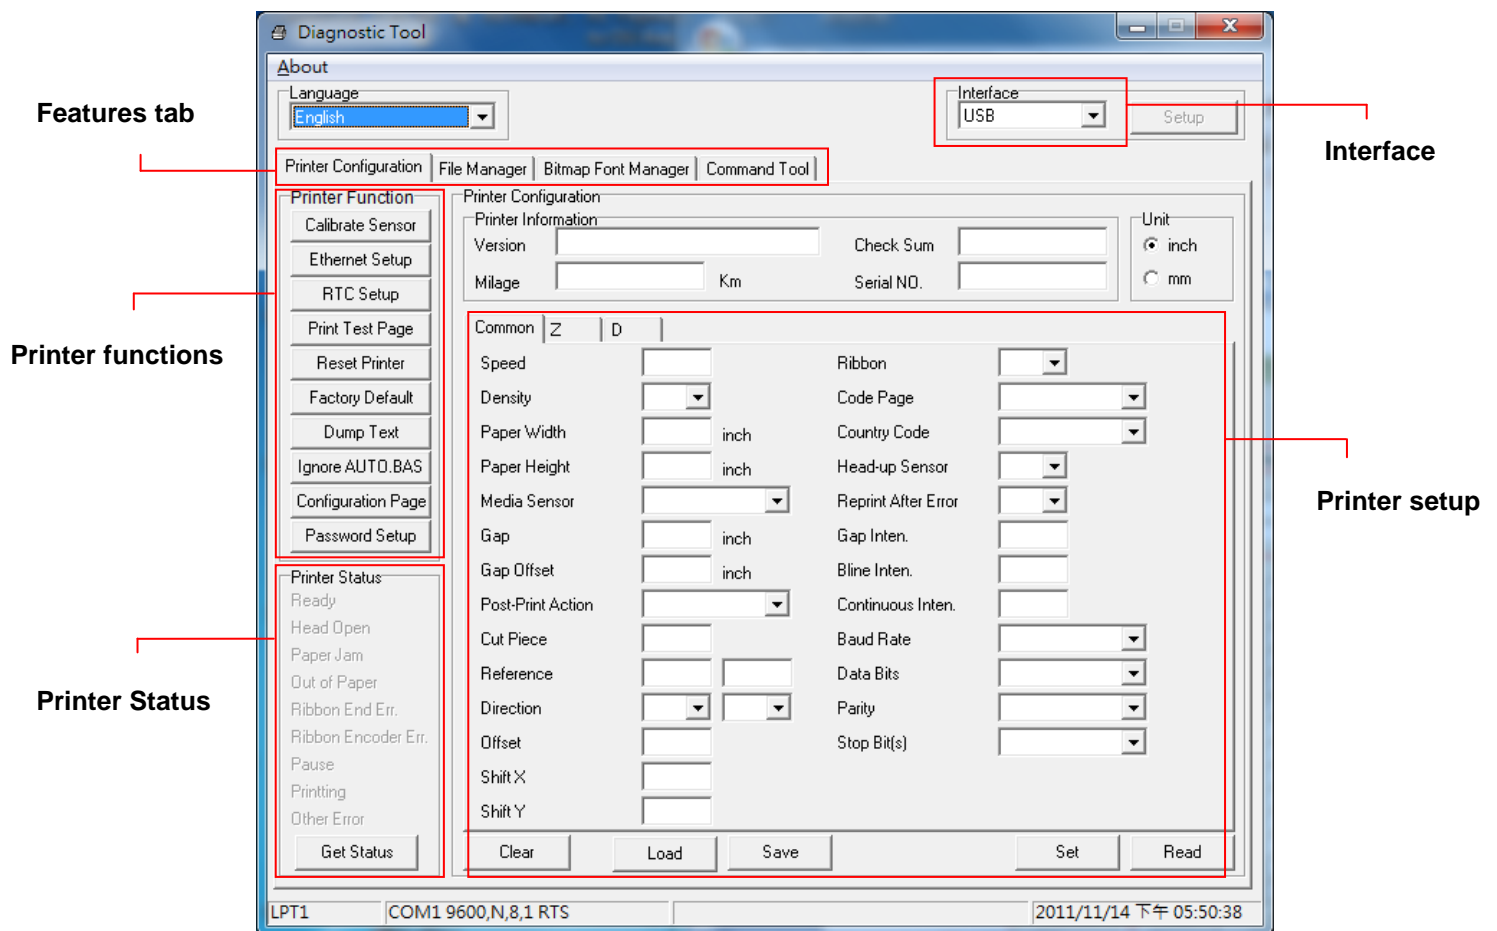 Diagnostic Tool
About
Language
English
Interface
USB
Setup
Features tab
Interface
Printer Configuration File Manager Bitmap Font Manager Command Tool
Printer Function
Calibrate Sensor
Ethernet Setup
RTC Setup
Print Test Page
Reset Printer
Factory Default
Dump Text
Ignore AUTO.BAS
Configuration Page
Password Setup
Printer functions
Printer Status
Ready
Head Open
Paper Jam
Out of Paper
Ribbon End Err.
Ribbon Encoder Err.
Pause
Printting
Other Error
Get Status
Printer Status
Printer Configuration
Printer Information
Version
Check Sum
Milage
Km
Serial NO.
Unit
inch
mm
Common Z D
Speed
Density
Paper Width inch
Paper Height inch
Media Sensor
Gap inch
Gap Offset inch
Post-Print Action
Cut Piece
Reference
Direction
Offset
Shift X
Shift Y
Ribbon
Code Page
Country Code
Head-up Sensor
Reprint After Error
Gap Inten.
Bline Inten.
Continuous Inten.
Baud Rate
Data Bits
Parity
Stop Bit(s)
Printer setup
Clear Load Save Set Read
LPT1 COM1 9600,N,8,1 RTS 2011/11/14 下午 05:50:38